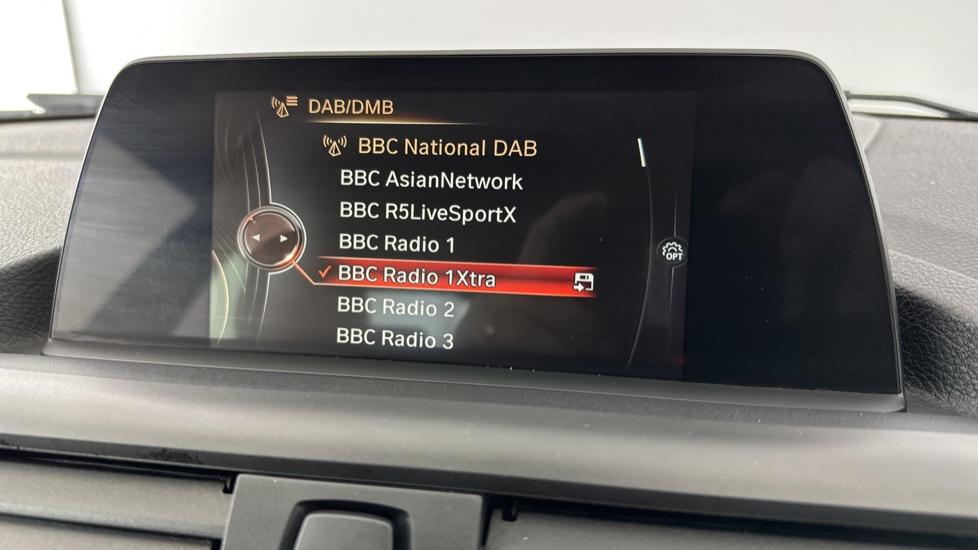 DAB/DMB
BBC National DAB
BBC AsianNetwork
BBC R5LiveSportX
BBC Radio 1
OPT
BBC Radio 1Xtra
BBC Radio 2
BBC Radio 3